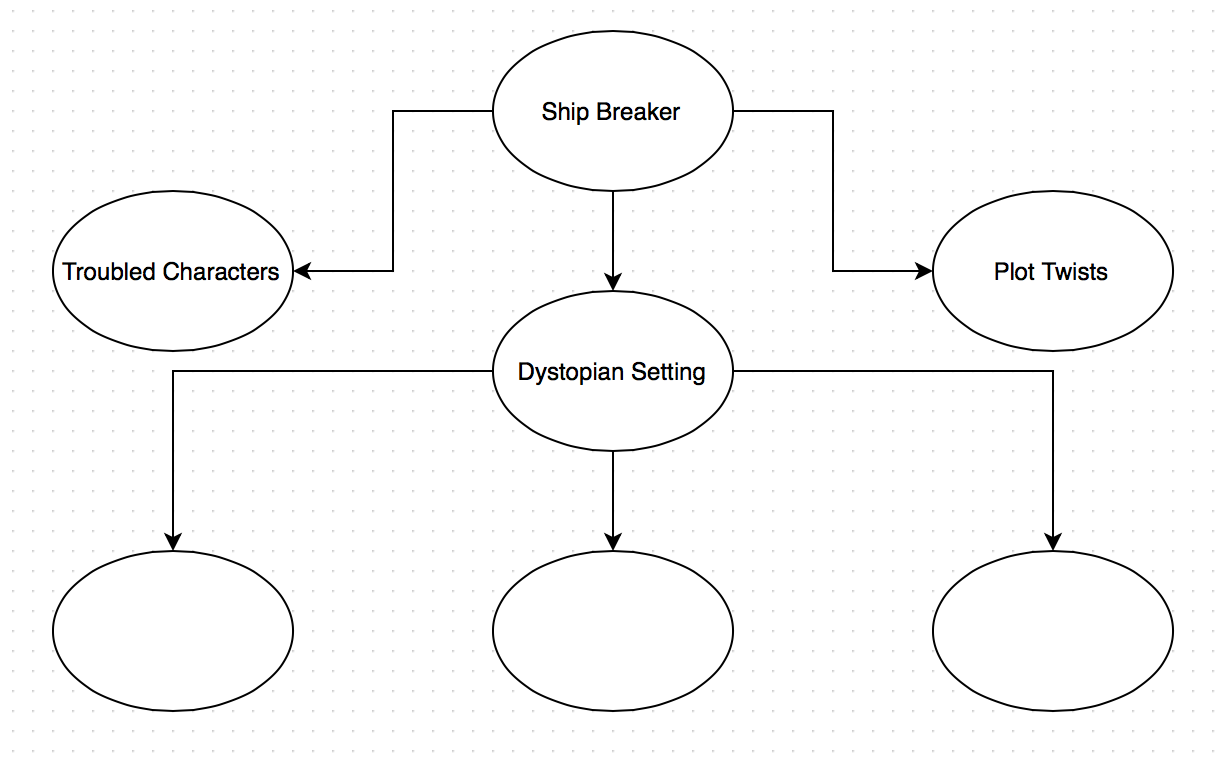 Ship Breaker
Troubled Characters
Plot Twists
Dystopian Setting